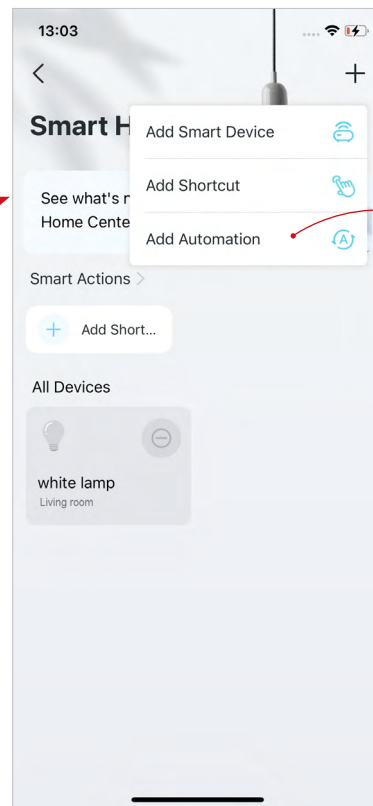 13:03
Smart H
Add Smart Device
Add Shortcut
Add Automation
See what's n
Home Cente
Smart Actions >
Add Short...
All Devices
white lamp
Living room